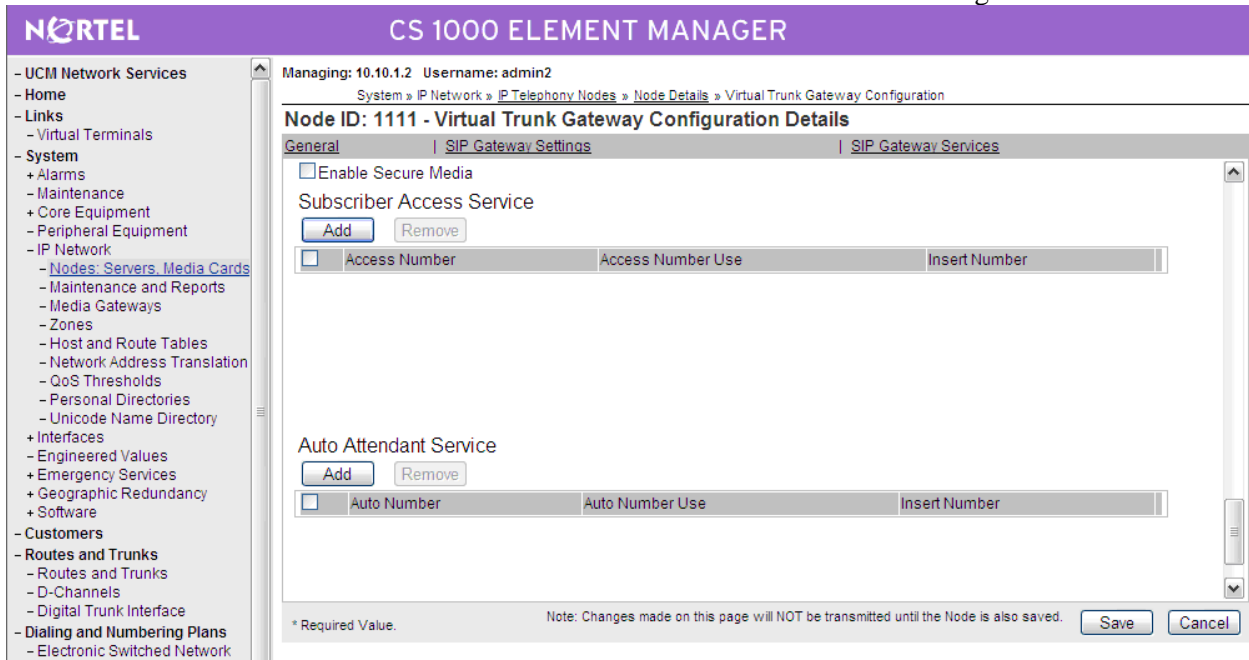 NORTEL
CS 1000 ELEMENT MANAGER
– UCM Network Services
– Home
– Links
– Virtual Terminals
– System
+ Alarms
– Maintenance
+ Core Equipment
– Peripheral Equipment
– IP Network
– Nodes: Servers, Media Cards
– Maintenance and Reports
– Media Gateways
– Zones
– Host and Route Tables
– Network Address Translation
– QoS Thresholds
– Personal Directories
– Unicode Name Directory
+ Interfaces
– Engineered Values
+ Emergency Services
+ Geographic Redundancy
+ Software
– Customers
– Routes and Trunks
– Routes and Trunks
– D-Channels
– Digital Trunk Interface
– Dialing and Numbering Plans
– Electronic Switched Network
Managing: 10.10.1.2 Username: admin2
System » IP Network » IP Telephony Nodes » Node Details » Virtual Trunk Gateway Configuration
Node ID: 1111 - Virtual Trunk Gateway Configuration Details
General | SIP Gateway Settings | SIP Gateway Services
Enable Secure Media
Subscriber Access Service
Add Remove
Access Number Access Number Use Insert Number
Auto Attendant Service
Add Remove
Auto Number Auto Number Use Insert Number
* Required Value. Note: Changes made on this page will NOT be transmitted until the Node is also saved. Save Cancel